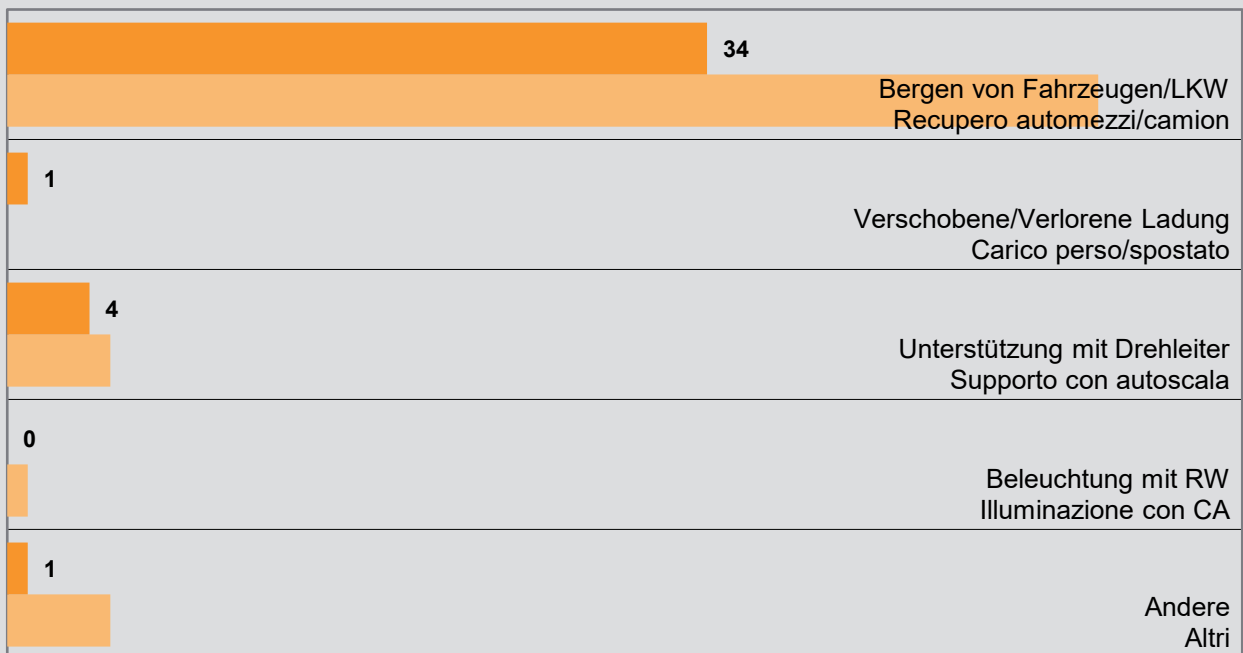 34
Bergen von Fahrzeugen/LKW
Recupero automezzi/camion
1
Verschobene/Verlorene Ladung
Carico perso/spostato
4
Unterstützung mit Drehleiter
Supporto con autoscala
0
Beleuchtung mit RW
Illuminazione con CA
1
Andere
Altri